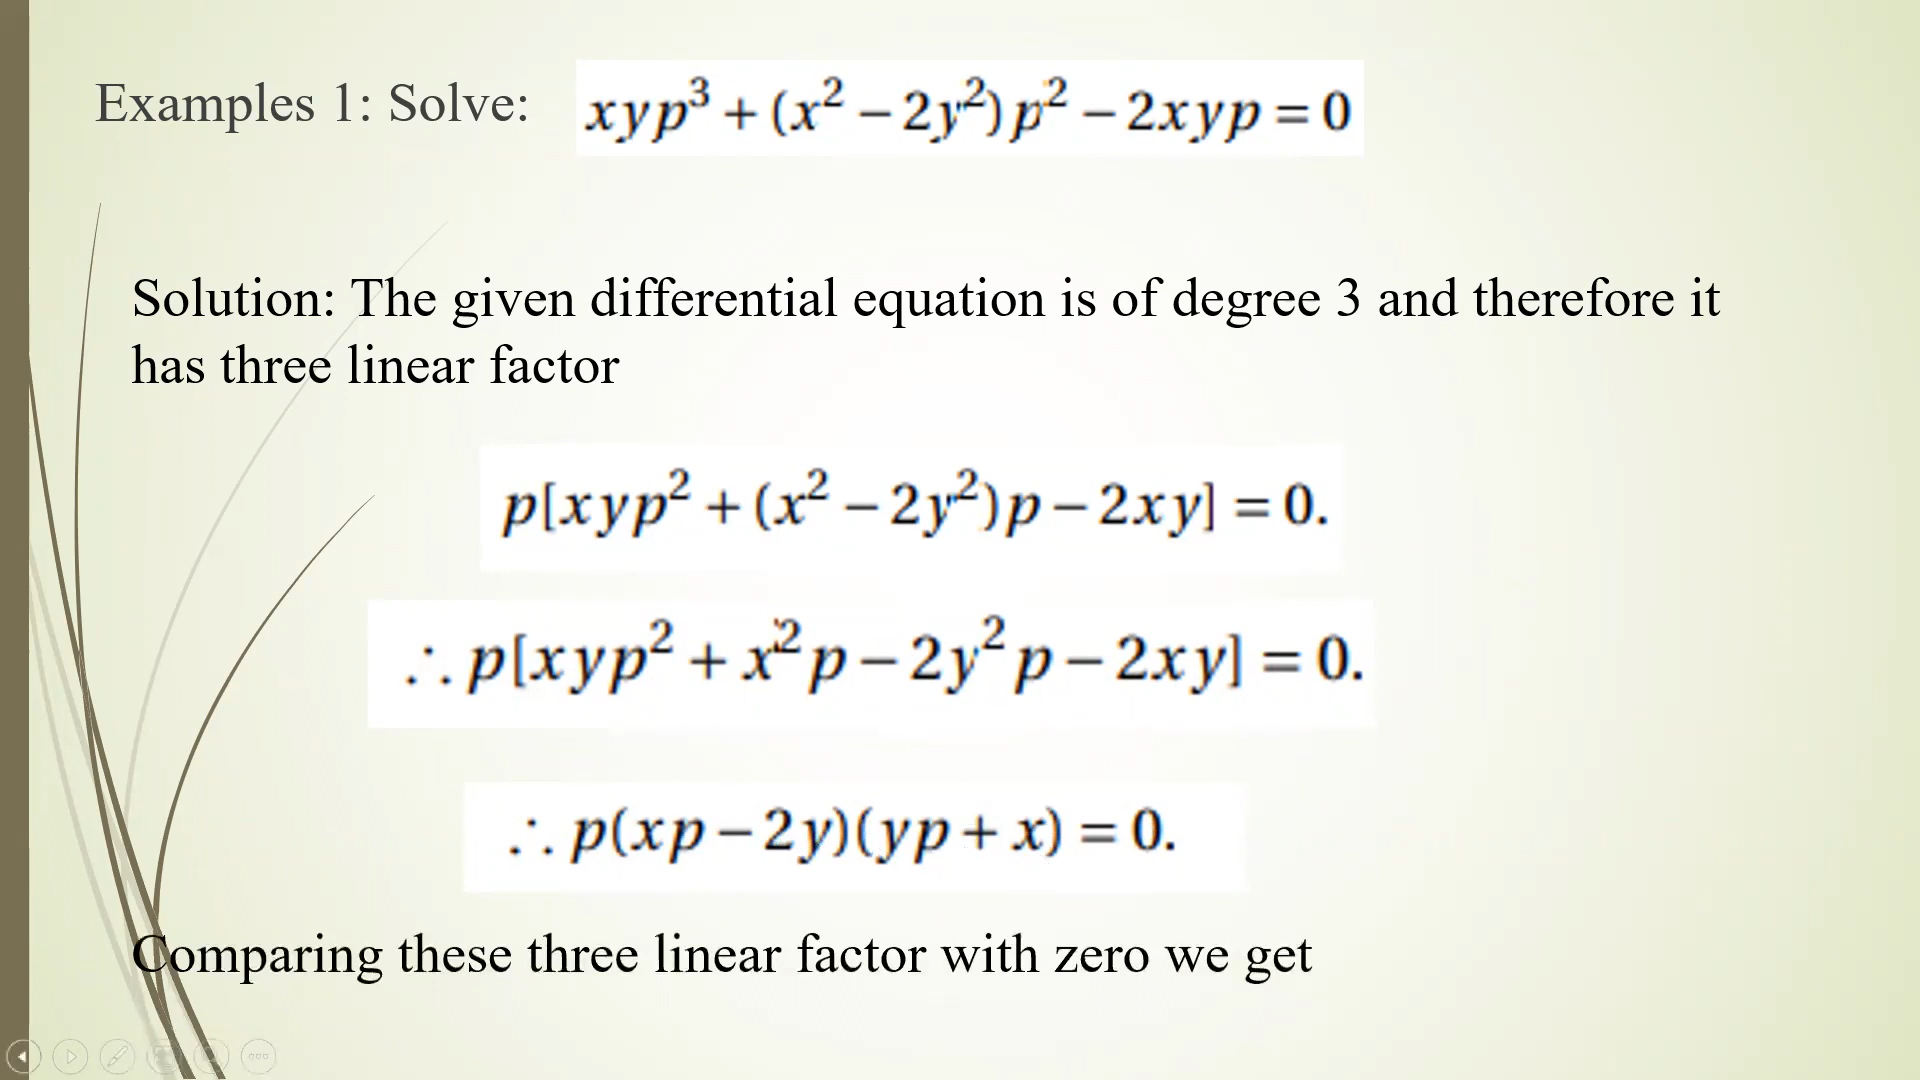 Examples 1: Solve: xyp³ + (x² − 2y²)p² − 2xyp = 0
Solution: The given differential equation is of degree 3 and therefore it
has three linear factor
p[xyp² + (x² − 2y²)p − 2xy] = 0.
∴ p[xyp² + x²p − 2y²p − 2xy] = 0.
∴ p(xp − 2y)(yp + x) = 0.
Comparing these three linear factor with zero we get